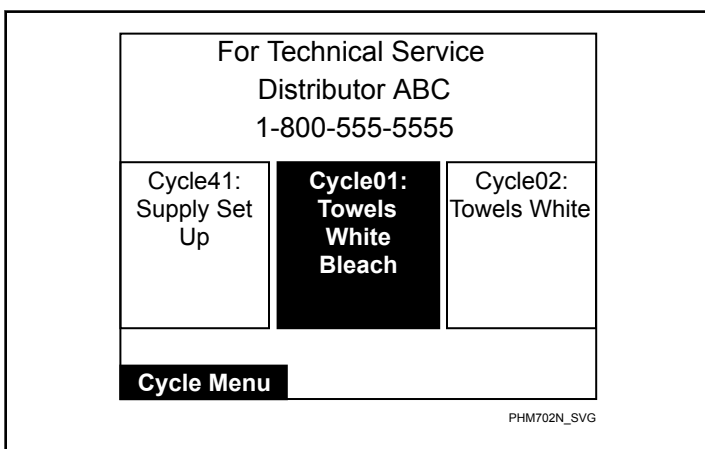 For Technical Service
Distributor ABC
1-800-555-5555
Cycle41:
Supply Set
Up
Cycle01:
Towels
White
Bleach
Cycle02:
Towels White
Cycle Menu
PHM702N_SVG